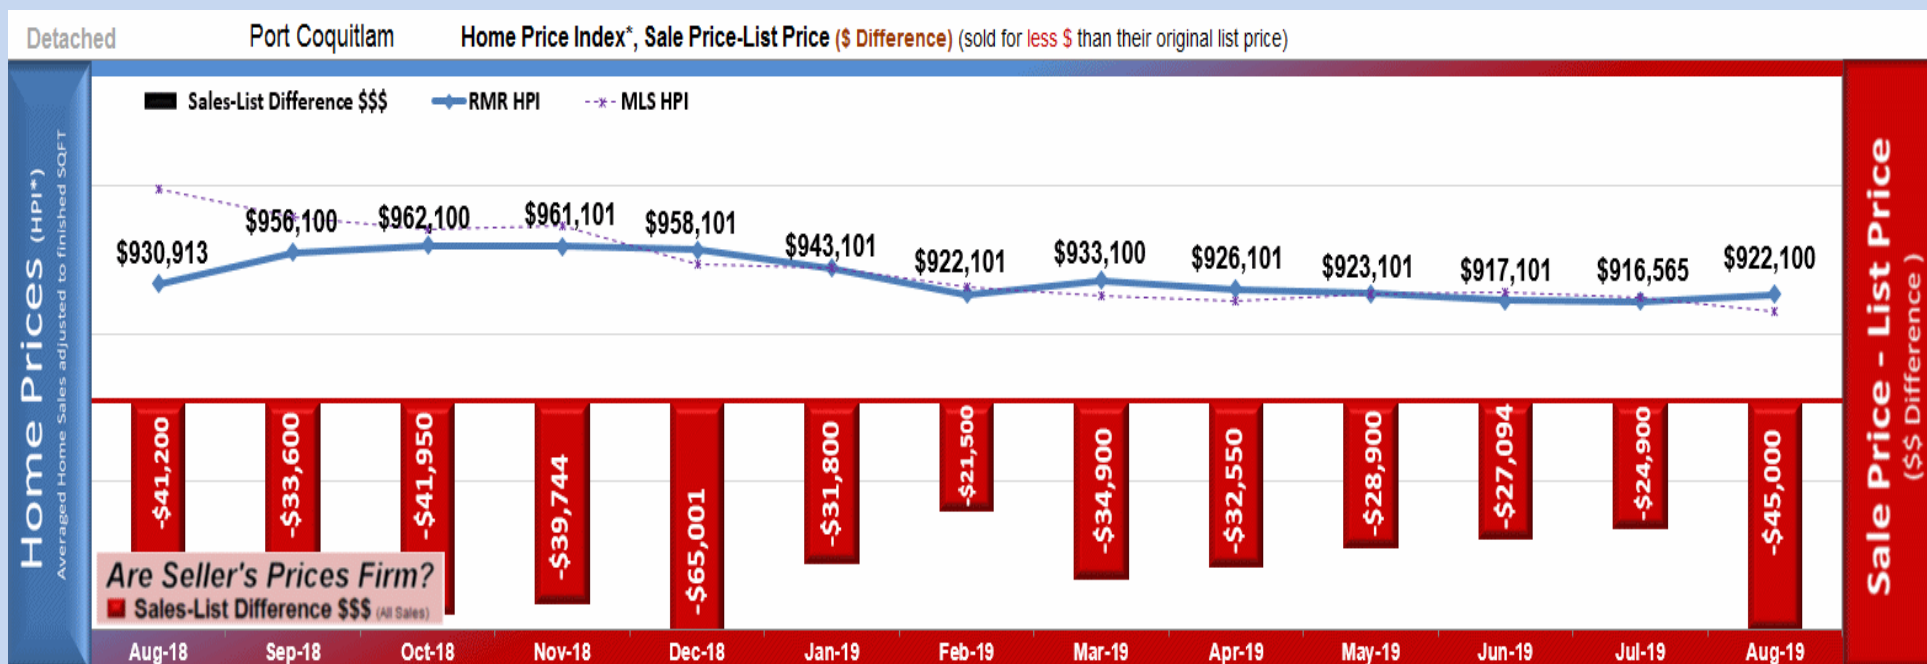 Detached Port Coquitlam Home Price Index*, Sale Price-List Price ($ Difference) (sold for less $ than their original list price)
Home Prices (HPI*)
Averaged Home Sales adjusted to finished SQFT
Sales-List Difference $$$ RMR HPI MLS HPI
$930,913 $956,100 $962,100 $961,101 $958,101 $943,101 $922,101 $933,100 $926,101 $923,101 $917,101 $916,565 $922,100
-$41,200 -$33,600 -$41,950 -$39,744 -$65,001 -$31,800 -$21,500 -$34,900 -$32,550 -$28,900 -$27,094 -$24,900 -$45,000
Are Seller's Prices Firm?
Sales-List Difference $$$ (All Sales)
Aug-18 Sep-18 Oct-18 Nov-18 Dec-18 Jan-19 Feb-19 Mar-19 Apr-19 May-19 Jun-19 Jul-19 Aug-19
Sale Price - List Price
($$ Difference )